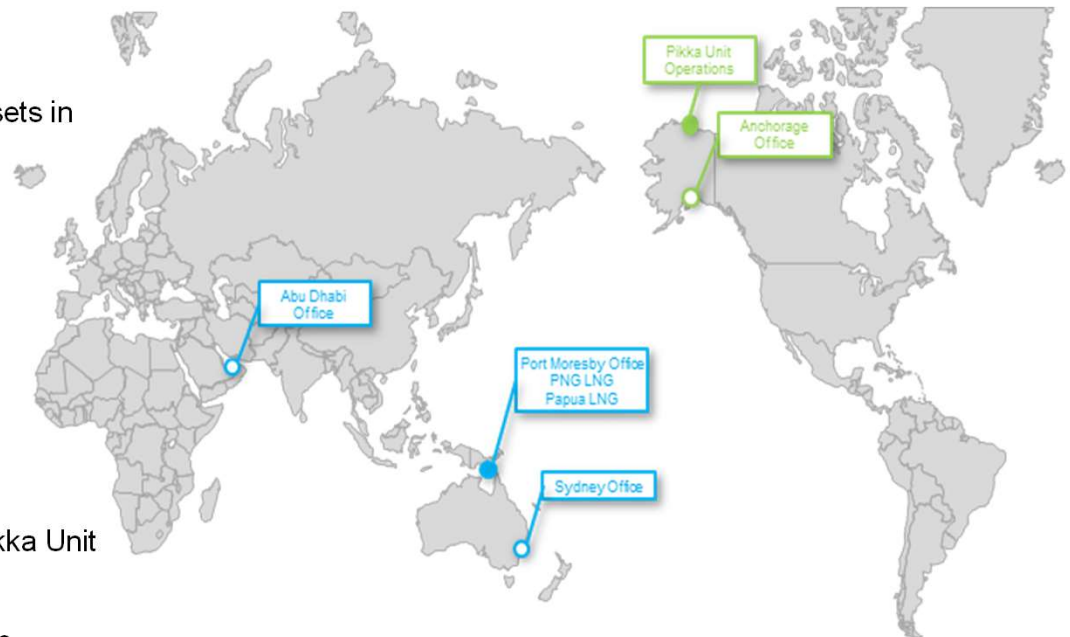 sets in
Pikka Unit
Operations
Anchorage
Office
Abu Dhabi
Office
Port Moresby Office
PNG LNG
Papua LNG
Sydney Office
Unit